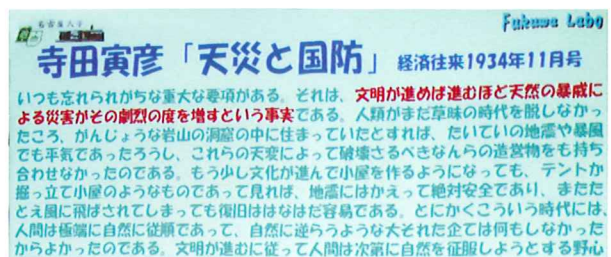 名古屋大学
Fukuwa Labo
寺田寅彦「天災と国防」 経済往来1934年11月号
いつも忘れられがちな重大な要項がある。それは、文明が進めば進むほど天然の暴威に
よる災害がその劇烈の度を増すという事実である。人類がまだ草昧の時代を脱しなかっ
たころ、がんじょうな岩山の洞窟の中に住まっていたとすれば、たいていの地震や暴風
でも平気であったろうし、これらの天変によって破壊さるべきなんらの造営物をも持ち
合わせなかったのである。もう少し文化が進んで小屋を作るようになっても、テントか
掘っ立て小屋のようなものであって見れば、地震にはかえって絶対安全であり、またた
とえ風に飛ばされてしまっても復旧ははなはだ容易である。とにかくこういう時代には、
人間は極端に自然に従順であって、自然に逆らうような大それた企ては何もしなかった
からよかったのである。文明が進むに従って人間は次第に自然を征服しようとする野心